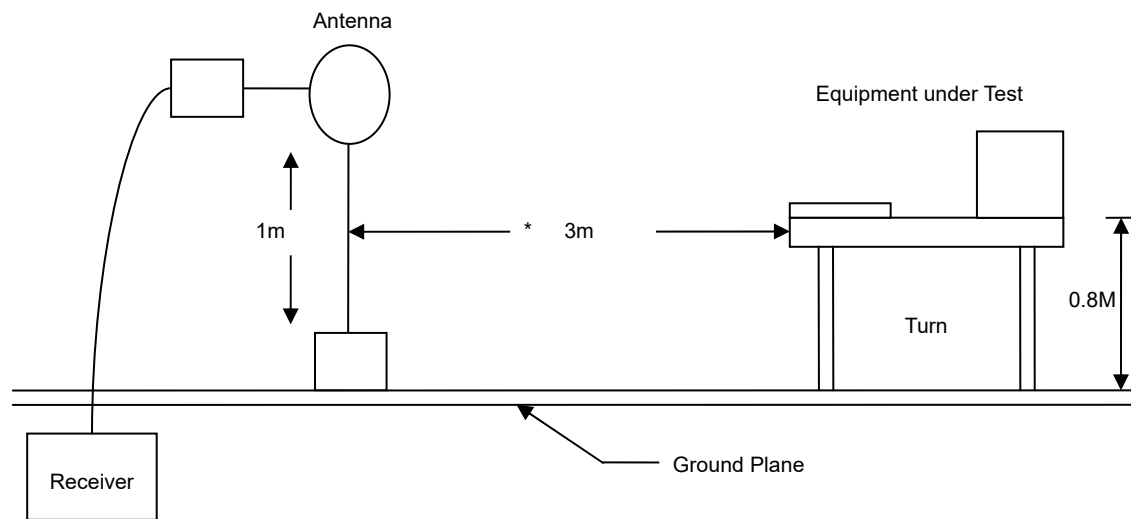 Antenna
Equipment under Test
1m
* 3m
0.8M
Turn
Ground Plane
Receiver